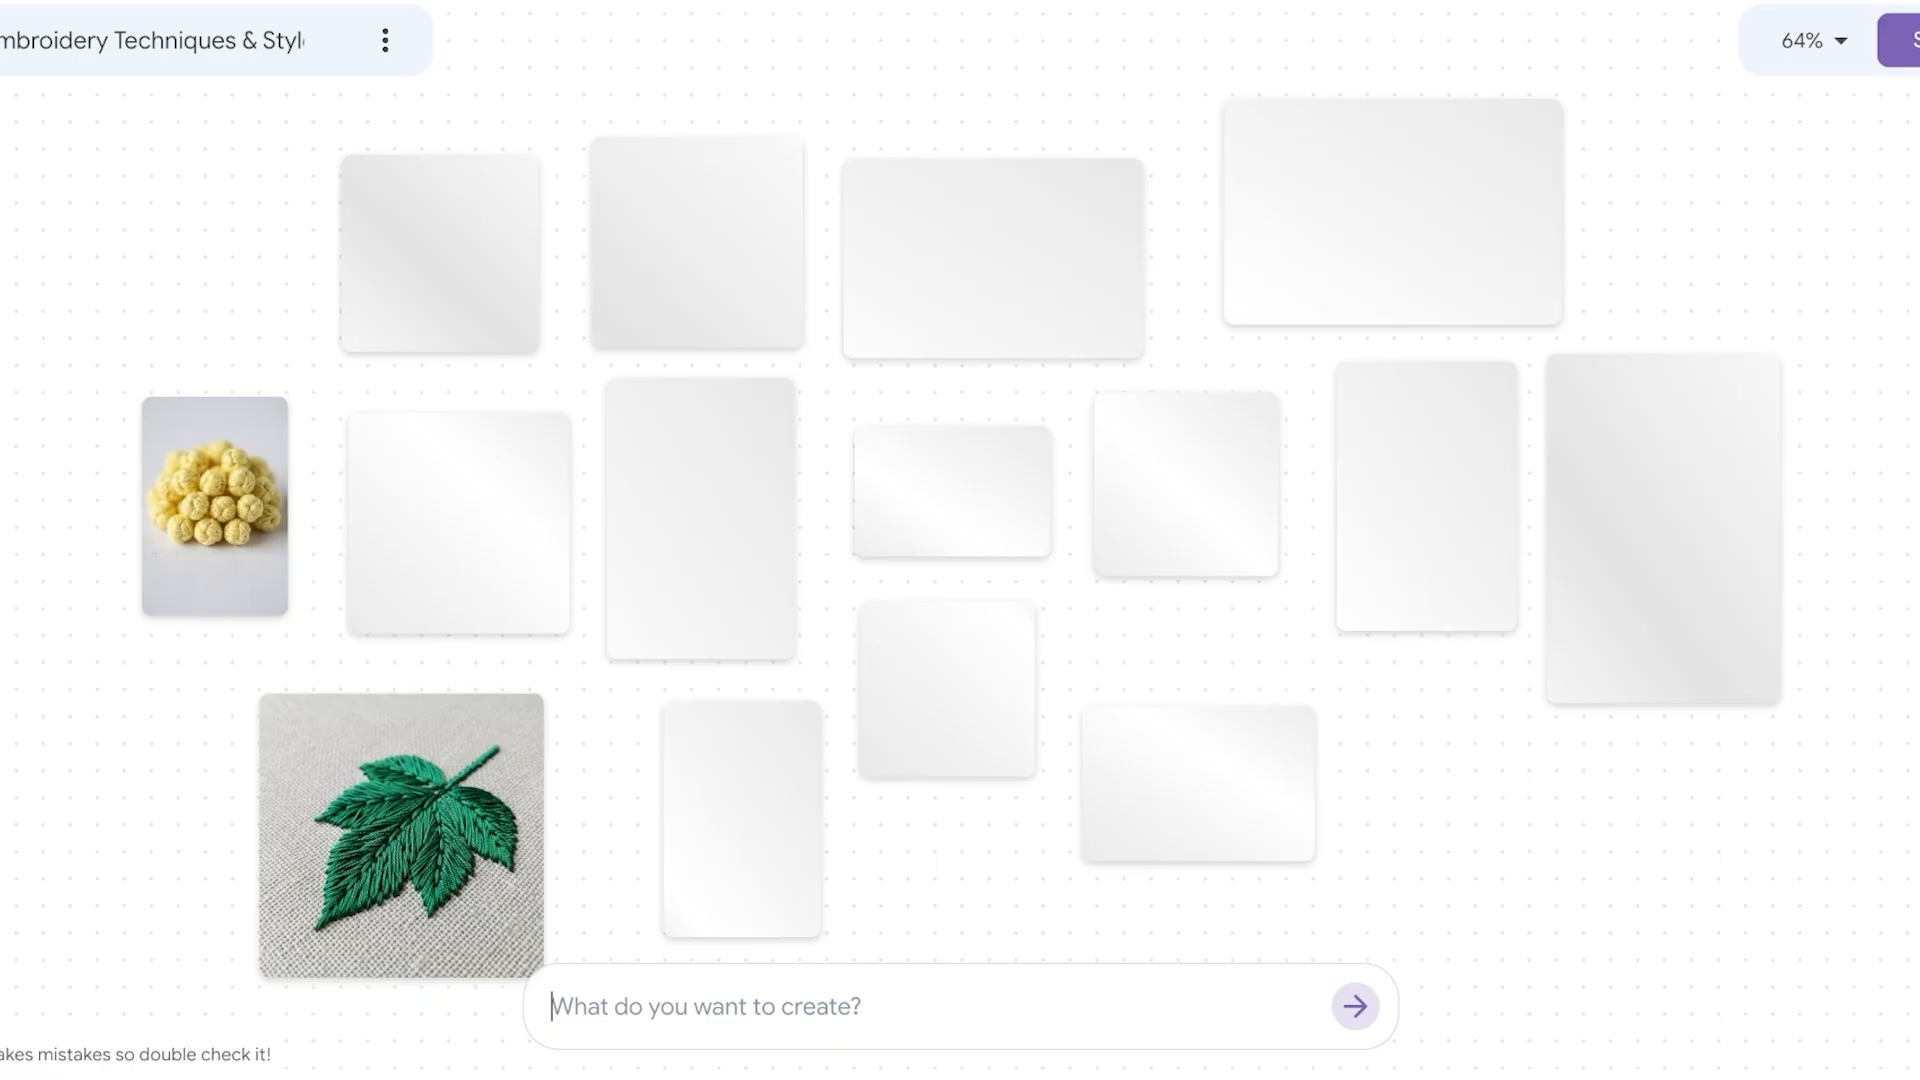 mbroidery Techniques & Styl
64%
What do you want to create?
akes mistakes so double check it!